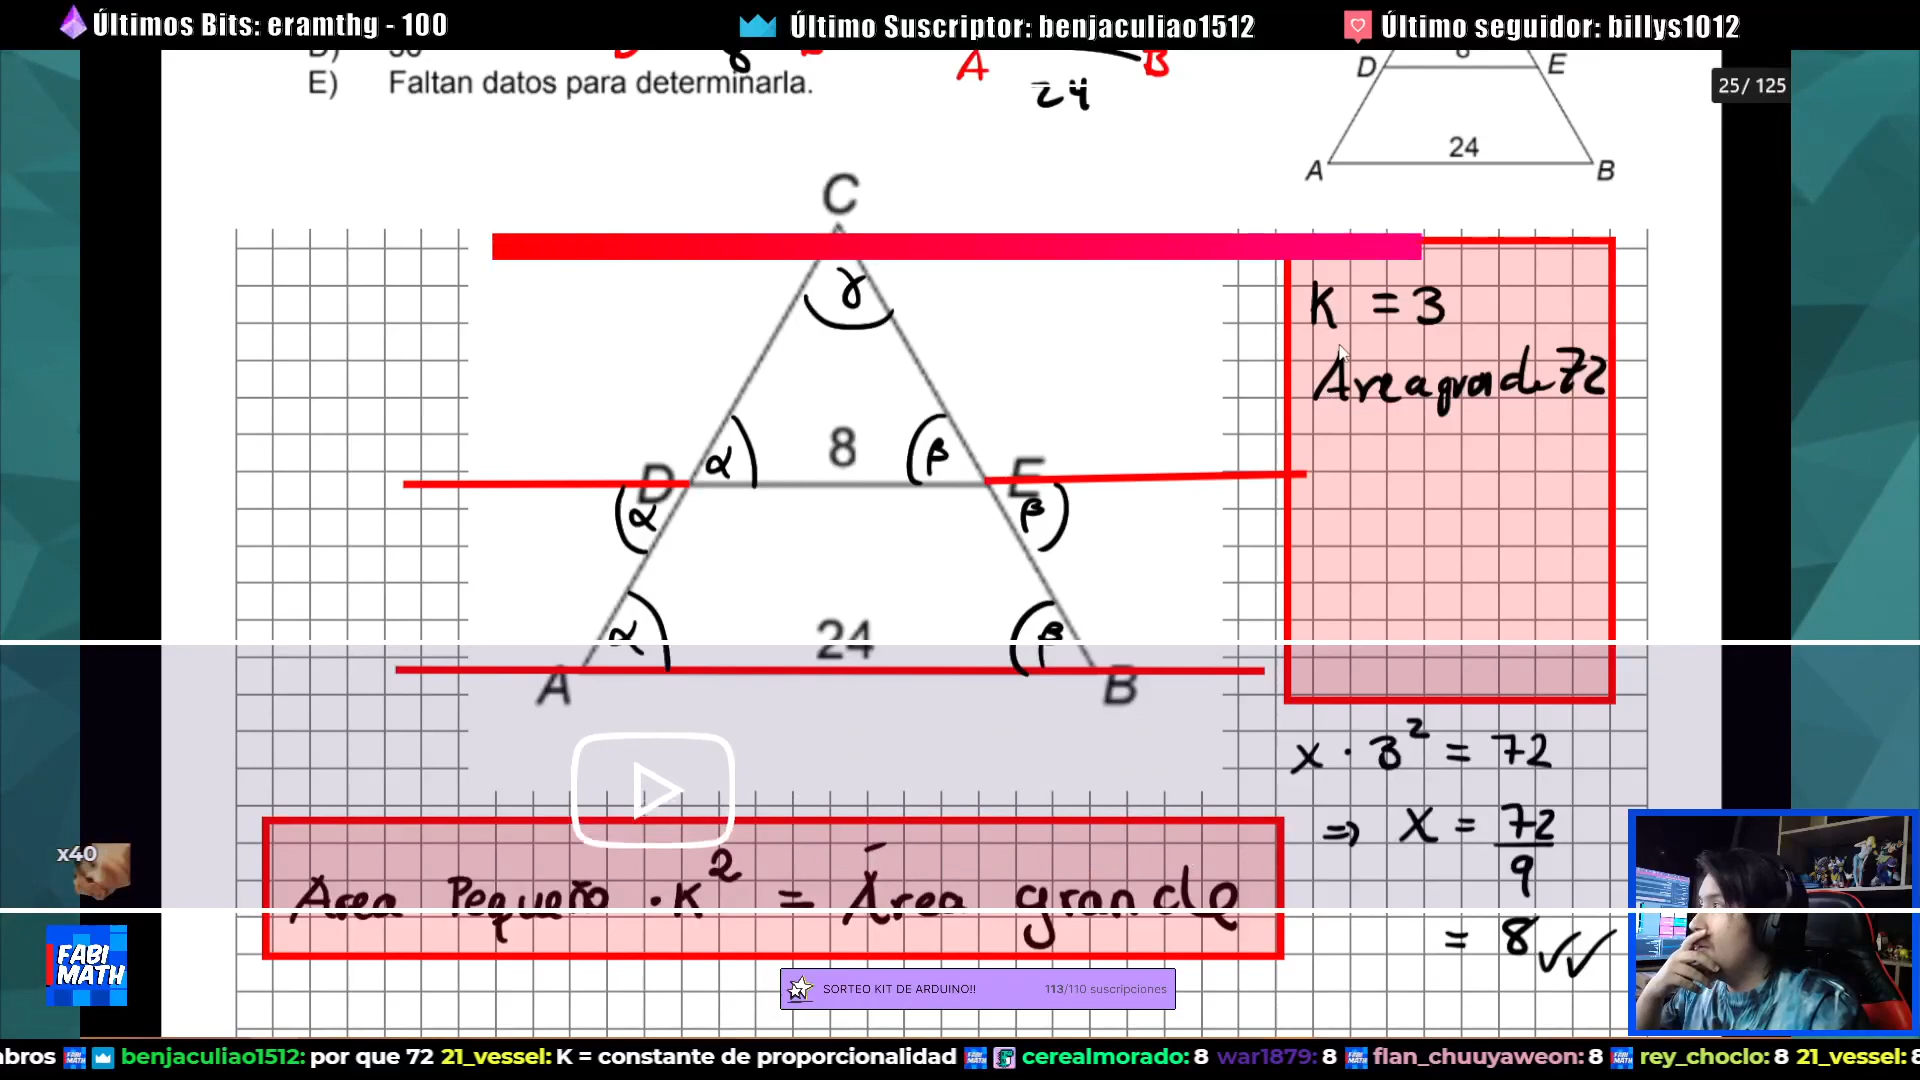 Últimos Bits: eramthg - 100
Último Suscriptor: benjaculiao1512
Último seguidor: billys1012
E) Faltan datos para determinarla.
A
B
24
D
E
24
A
B
25/ 125
C
γ
K = 3
Area grande 72
α
8
β
D
E
α
β
α
24
β
A
B
x · 3² = 72
⇒ x = 72
9
= 8
Area Pequeño · K² = Área grande
x40
FABI
MATH
SORTEO KIT DE ARDUINO!!
113/110 suscripciones
benjaculiao1512: por que 72 21_vessel: K = constante de proporcionalidad cerealmorado: 8 war1879: 8 flan_chuuyaweon: 8 rey_choclo: 8 21_vessel: 8